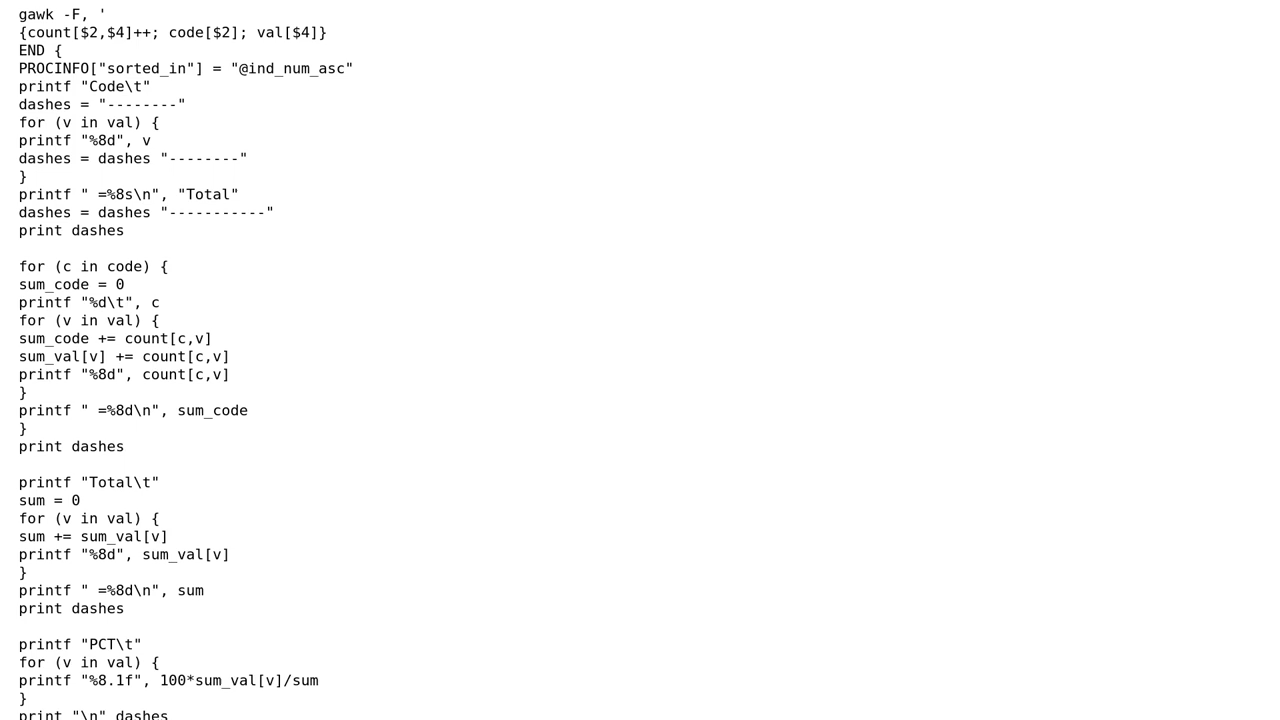 gawk -F, '
{count[$2,$4]++; code[$2]; val[$4]}
END {
PROCINFO["sorted_in"] = "@ind_num_asc"
printf "Code\t"
dashes = "--------"
for (v in val) {
printf "%8d", v
dashes = dashes "--------"
}
printf " =%8s\n", "Total"
dashes = dashes "-----------"
print dashes

for (c in code) {
sum_code = 0
printf "%d\t", c
for (v in val) {
sum_code += count[c,v]
sum_val[v] += count[c,v]
printf "%8d", count[c,v]
}
printf " =%8d\n", sum_code
}
print dashes

printf "Total\t"
sum = 0
for (v in val) {
sum += sum_val[v]
printf "%8d", sum_val[v]
}
printf " =%8d\n", sum
print dashes

printf "PCT\t"
for (v in val) {
printf "%8.1f", 100*sum_val[v]/sum
}
print "\n" dashes